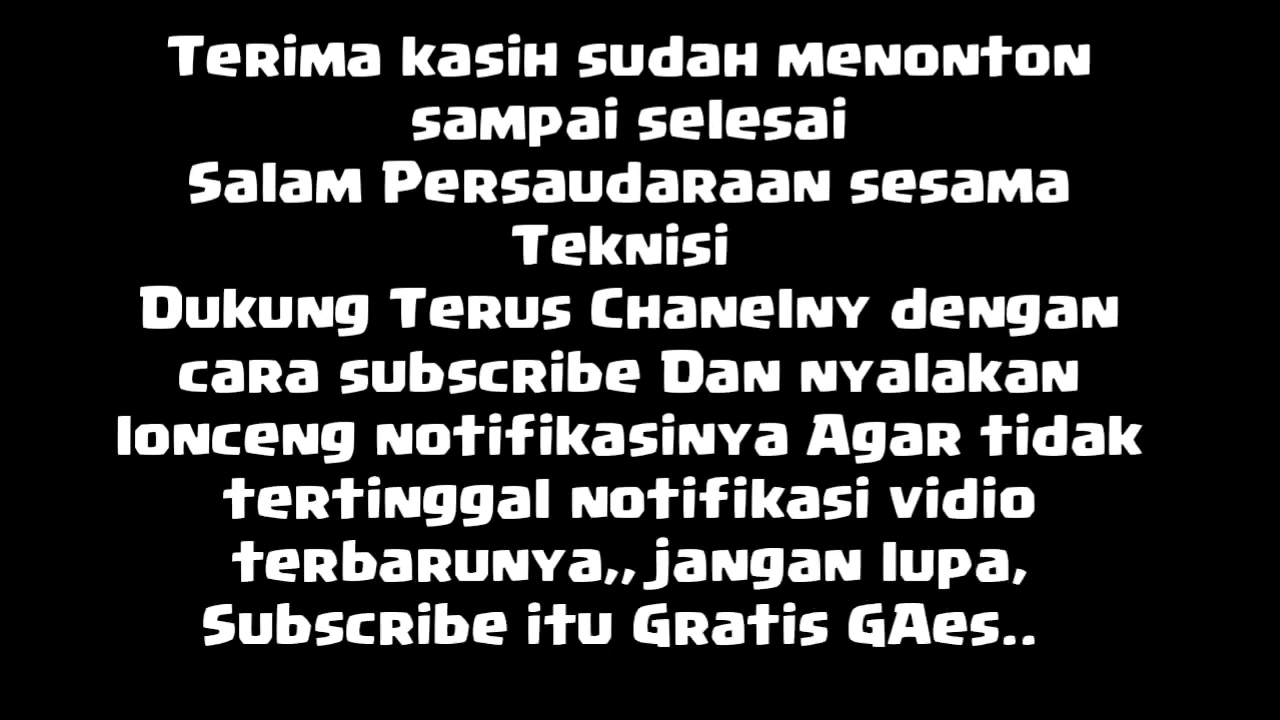 Terima kasih sudah menonton
sampai selesai
Salam Persaudaraan sesama
Teknisi
Dukung Terus Chanelny dengan
cara subscribe Dan nyalakan
lonceng notifikasinya Agar tidak
tertinggal notifikasi vidio
terbarunya,, jangan lupa,
Subscribe itu Gratis GAes..